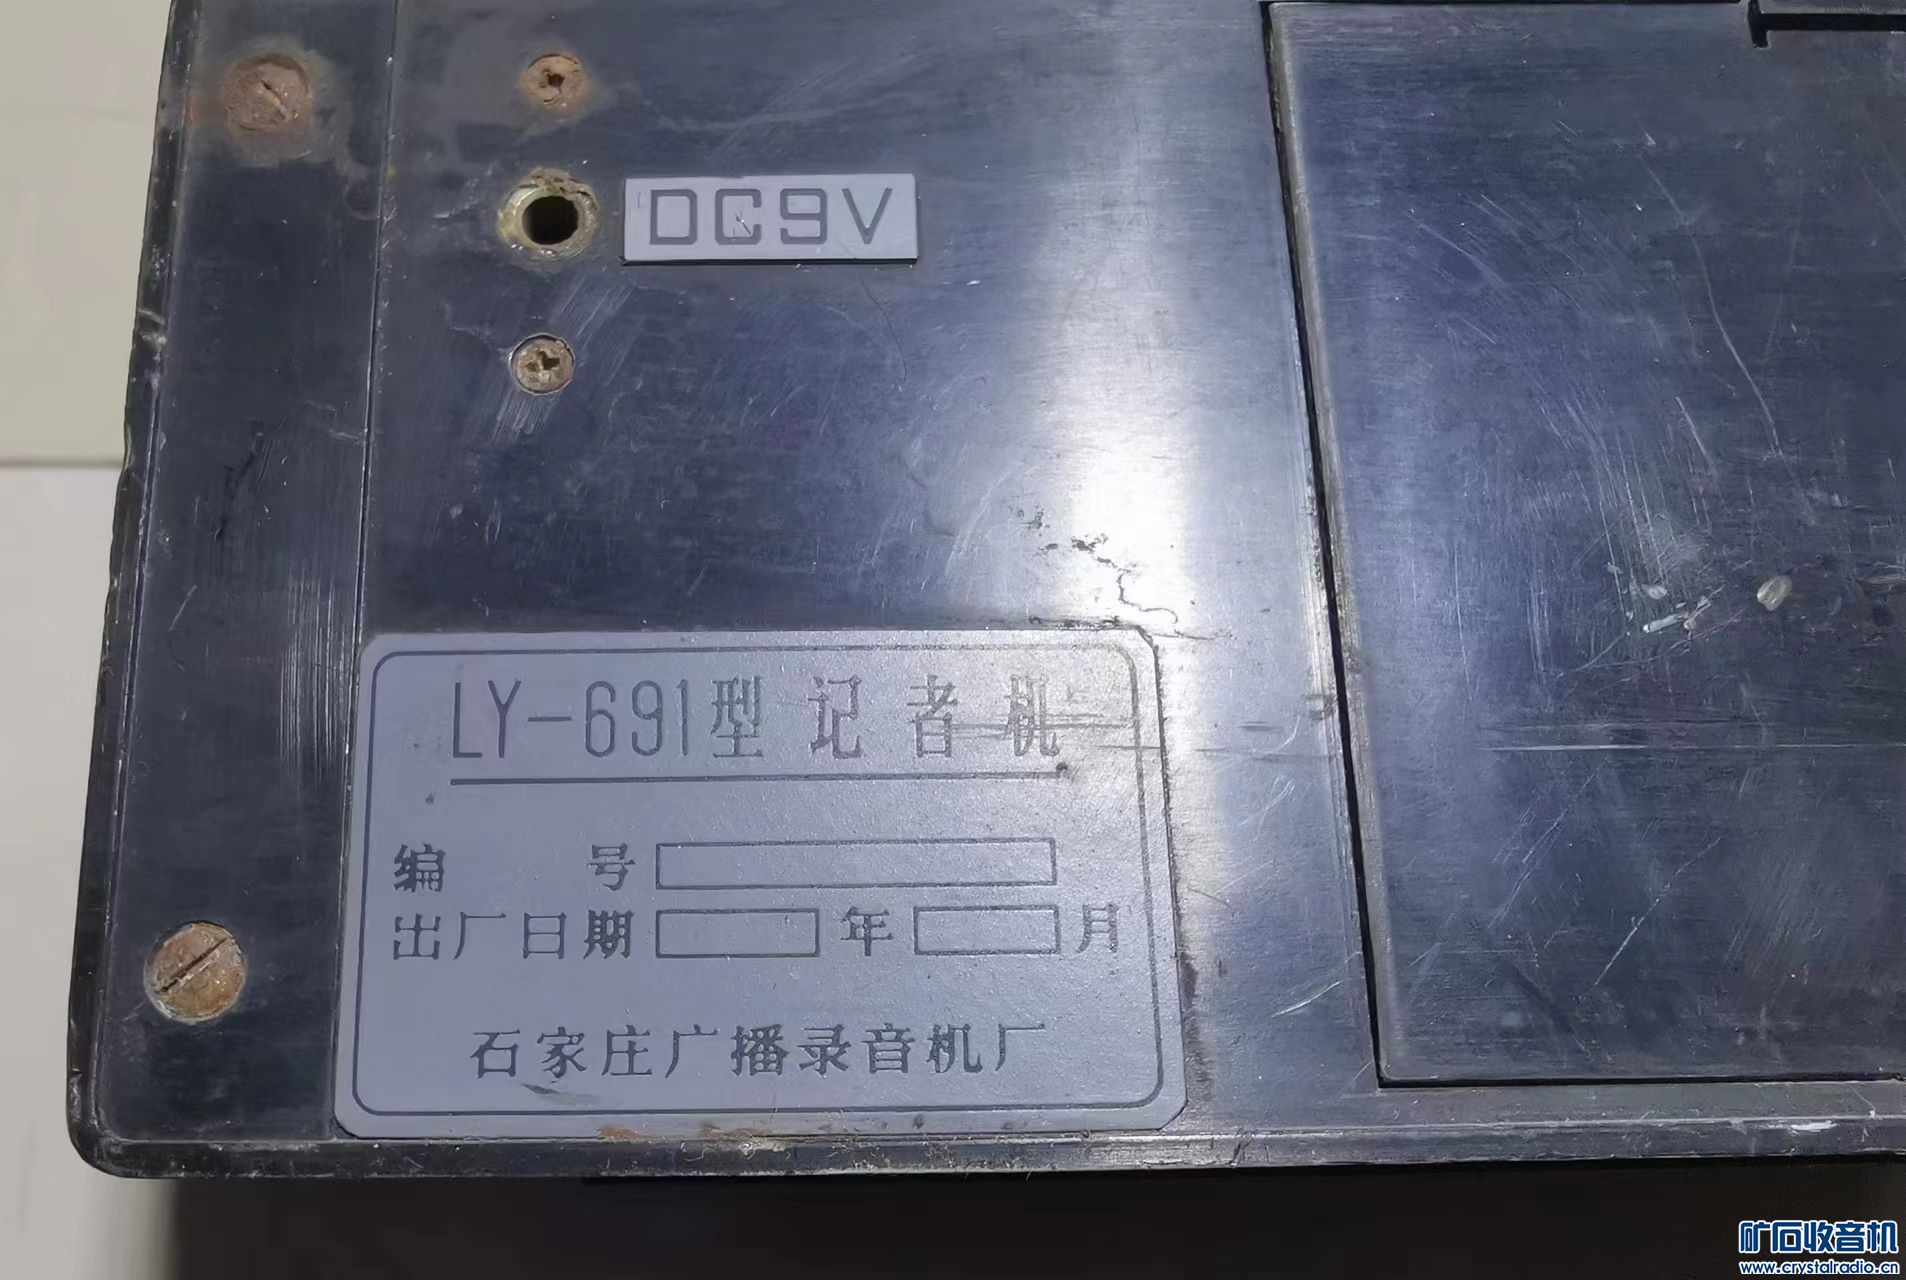 DC9V
LY-691型 记者机
编 号
出厂日期 年 月
石家庄广播录音机厂
矿石收音机
www.crystalradio.cn